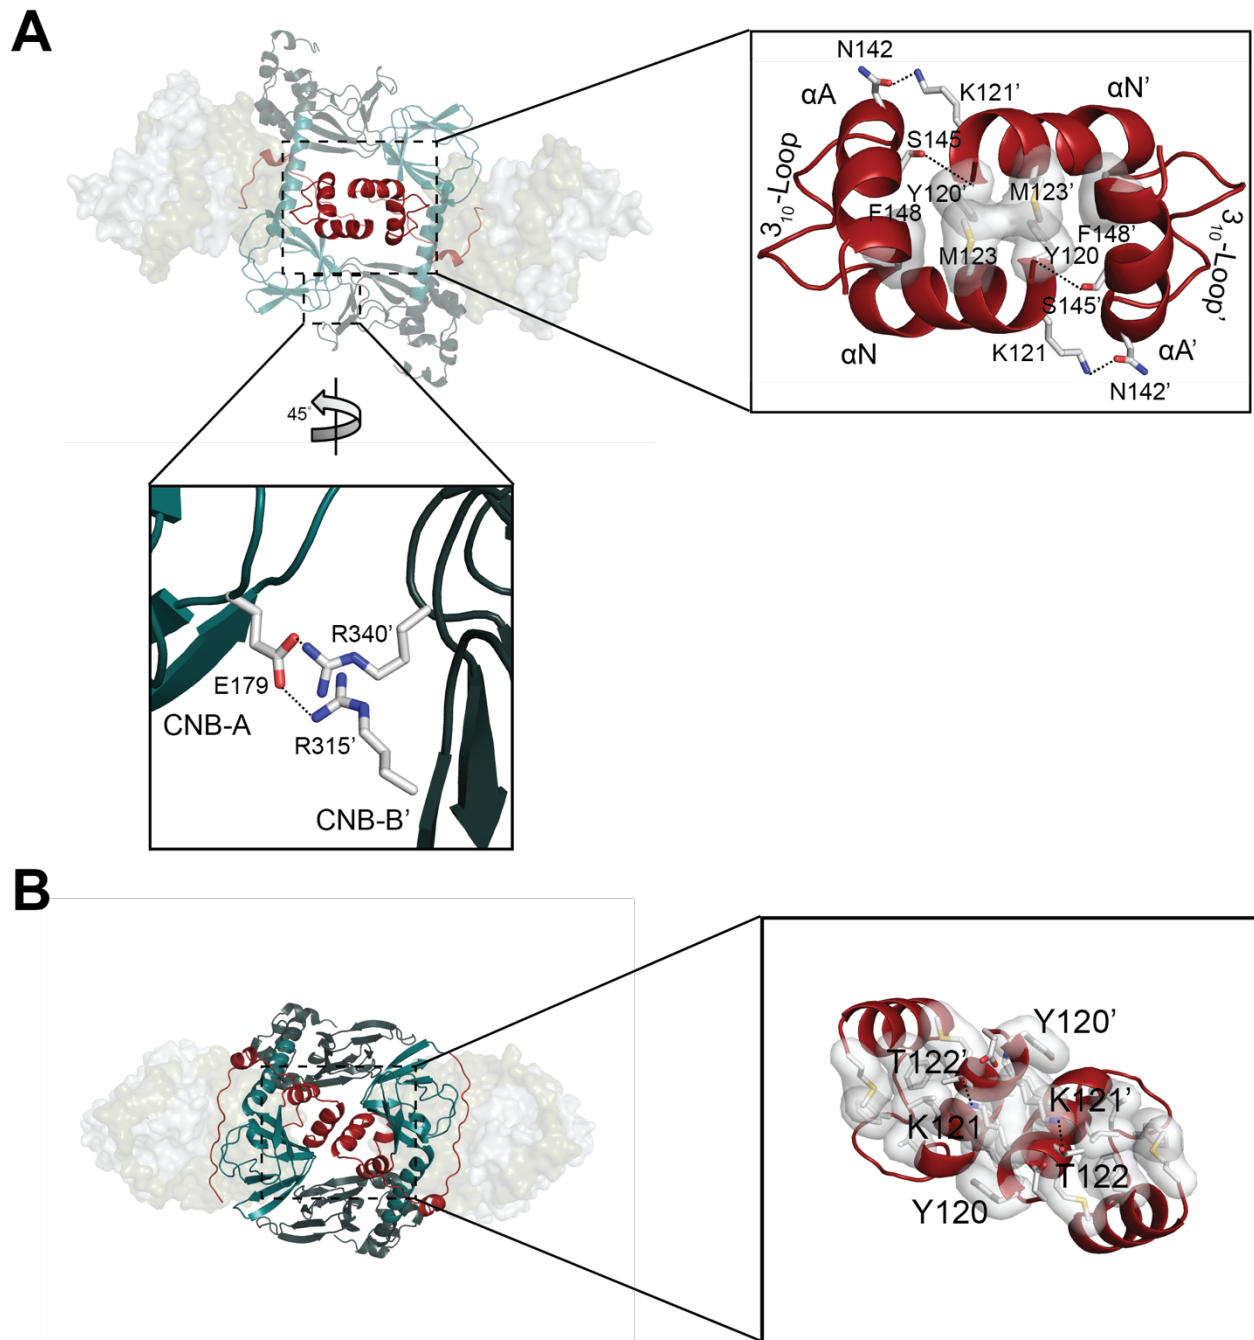 A
N142
K121’
αN’
αA
S145
3₁₀-Loop
Y120’
M123’
F148
F148’
M123
Y120
3₁₀-Loop’
S145’
αN
K121
αA’
N142’
45°
R340’
E179
CNB-A
R315’
CNB-B’
B
Y120’
T122’
K121’
K121
T122
Y120